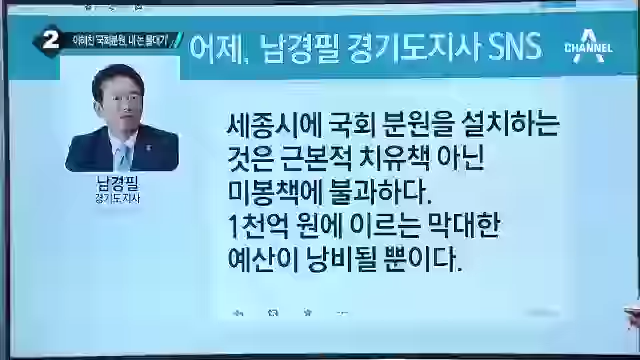 2 이해찬 '국회분원, 내 논 물대기'
어제, 남경필 경기도지사 SNS
CHANNEL A
남경필
경기도지사
세종시에 국회 분원을 설치하는
것은 근본적 치유책 아닌
미봉책에 불과하다.
1천억 원에 이르는 막대한
예산이 낭비될 뿐이다.